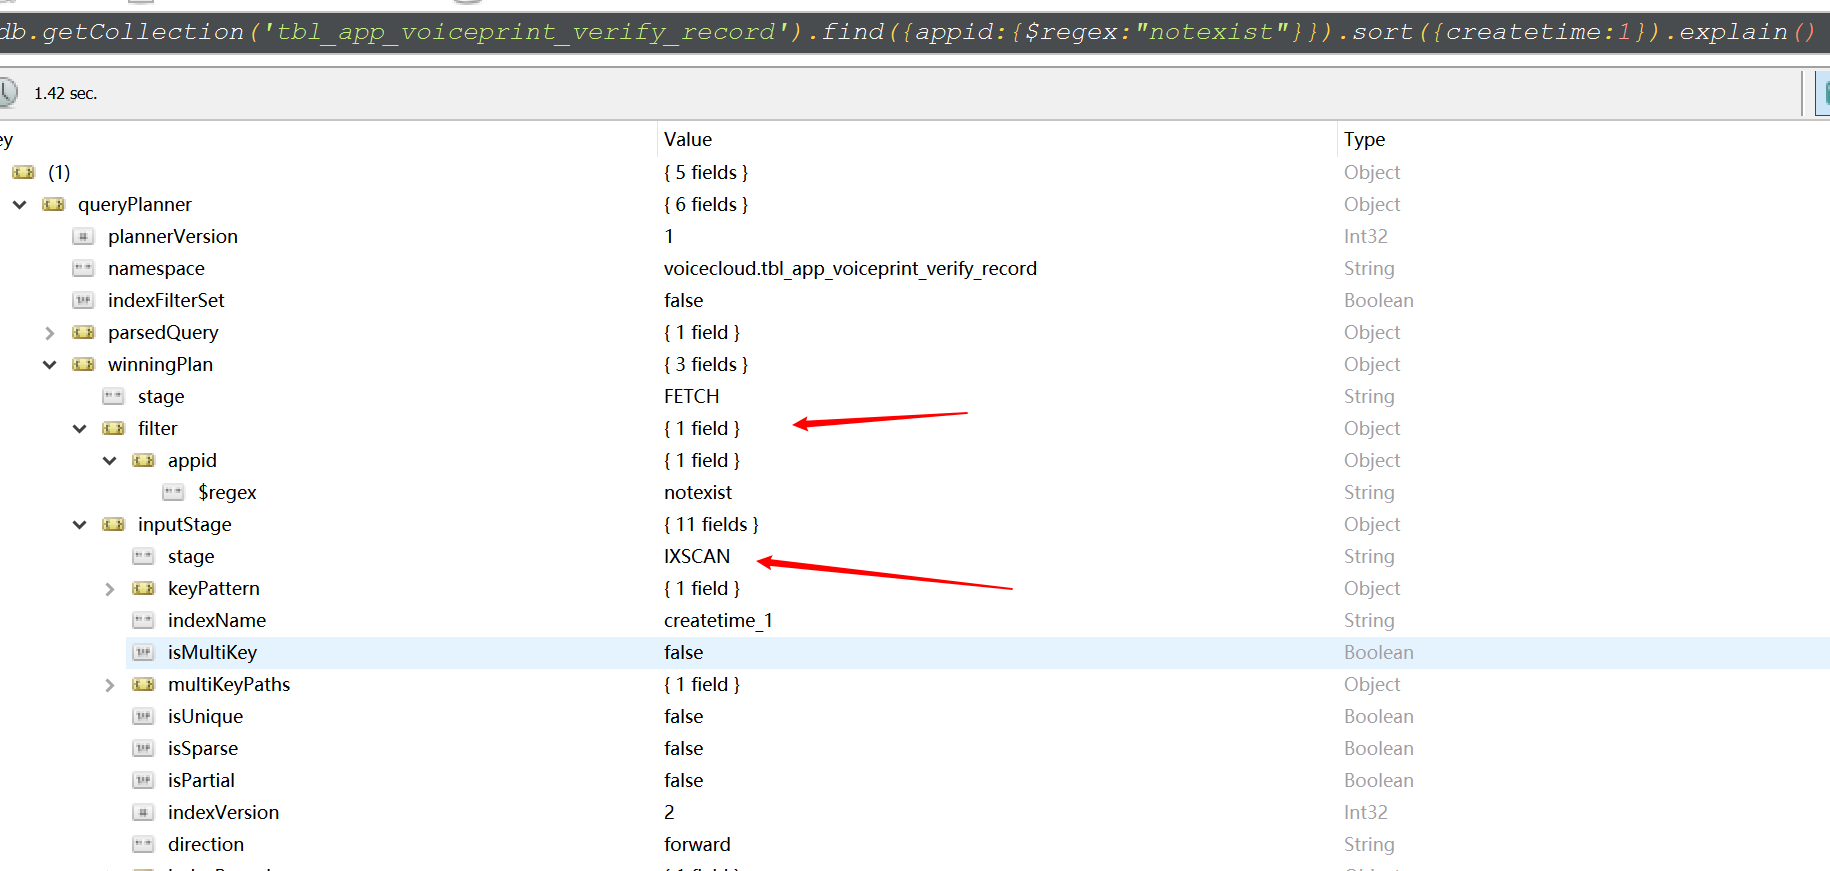 db.getCollection('tbl_app_voiceprint_verify_record').find({appid:{$regex:"notexist"}}).sort({createtime:1}).explain()
1.42 sec.
ey Value Type
(1) { 5 fields } Object
queryPlanner { 6 fields } Object
plannerVersion 1 Int32
namespace voicecloud.tbl_app_voiceprint_verify_record String
indexFilterSet false Boolean
parsedQuery { 1 field } Object
winningPlan { 3 fields } Object
stage FETCH String
filter { 1 field } Object
appid { 1 field } Object
$regex notexist String
inputStage { 11 fields } Object
stage IXSCAN String
keyPattern { 1 field } Object
indexName createtime_1 String
isMultiKey false Boolean
multiKeyPaths { 1 field } Object
isUnique false Boolean
isSparse false Boolean
isPartial false Boolean
indexVersion 2 Int32
direction forward String